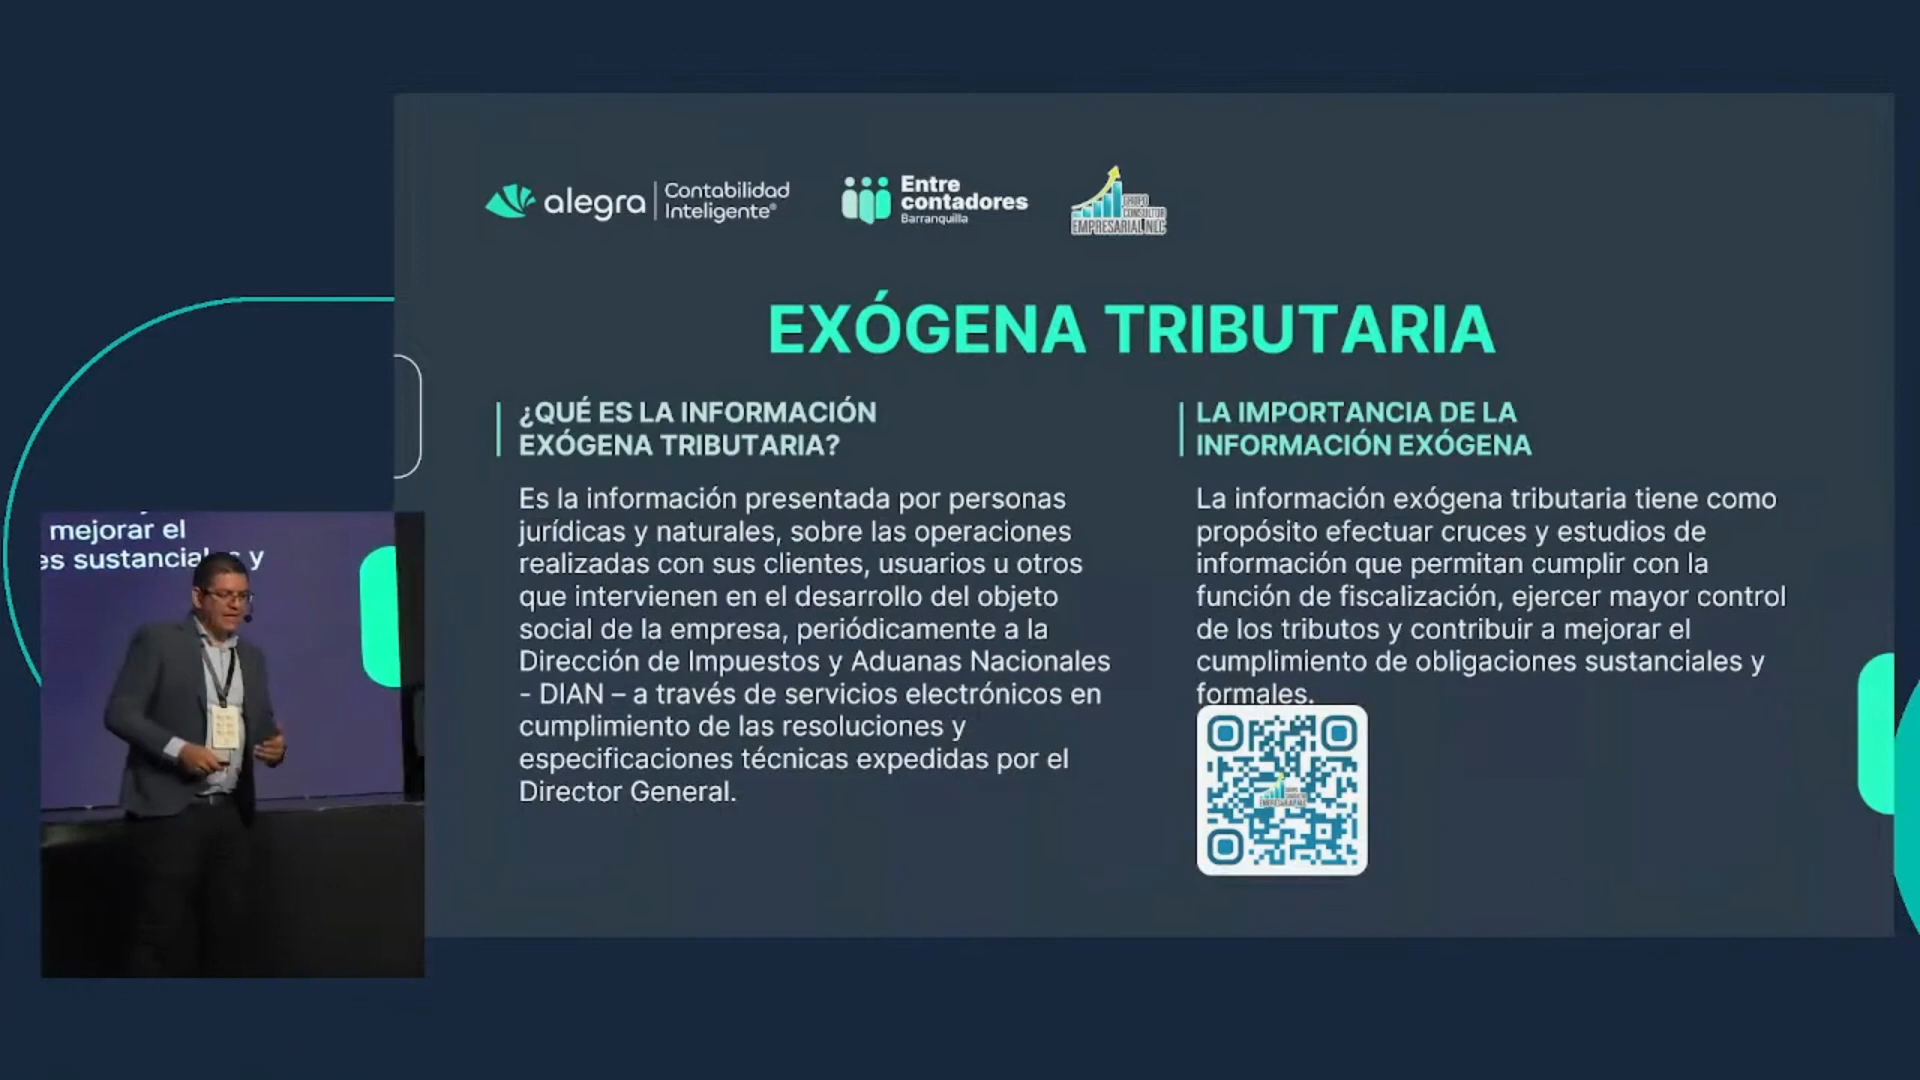 alegra
Contabilidad
Inteligente®
Entre
contadores
Barranquilla
GRUPO
CONSULTOR
EMPRESARIAL NLC
EXÓGENA TRIBUTARIA
¿QUÉ ES LA INFORMACIÓN
EXÓGENA TRIBUTARIA?
Es la información presentada por personas
jurídicas y naturales, sobre las operaciones
realizadas con sus clientes, usuarios u otros
que intervienen en el desarrollo del objeto
social de la empresa, periódicamente a la
Dirección de Impuestos y Aduanas Nacionales
- DIAN – a través de servicios electrónicos en
cumplimiento de las resoluciones y
especificaciones técnicas expedidas por el
Director General.
LA IMPORTANCIA DE LA
INFORMACIÓN EXÓGENA
La información exógena tributaria tiene como
propósito efectuar cruces y estudios de
información que permitan cumplir con la
función de fiscalización, ejercer mayor control
de los tributos y contribuir a mejorar el
cumplimiento de obligaciones sustanciales y
formales.
mejorar el
es sustanciales y